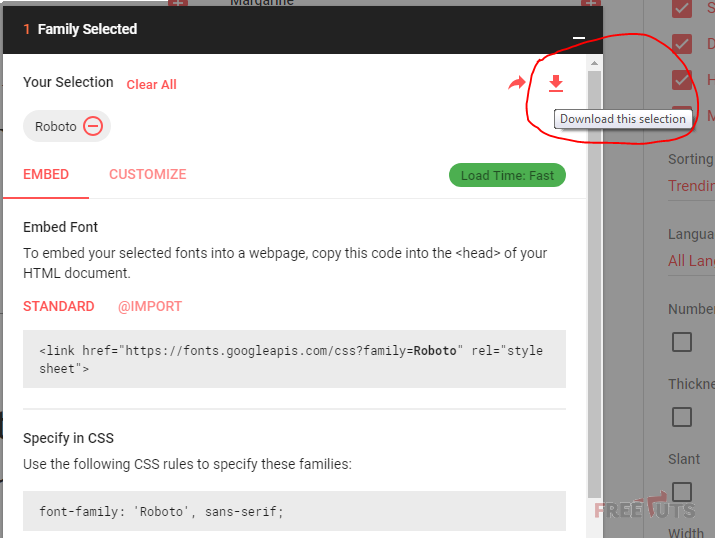 Margarine
1 Family Selected
Your Selection Clear All
Download this selection
Roboto
EMBED CUSTOMIZE Load Time: Fast
Embed Font
To embed your selected fonts into a webpage, copy this code into the <head> of your
HTML document.
STANDARD @IMPORT
<link href="https://fonts.googleapis.com/css?family=Roboto" rel="style
sheet">
Specify in CSS
Use the following CSS rules to specify these families:
font-family: 'Roboto', sans-serif;
S
D
H
M
Sorting
Trendin
Langua
All Lan
Number
Thickne
Slant
Width
FREETUTS